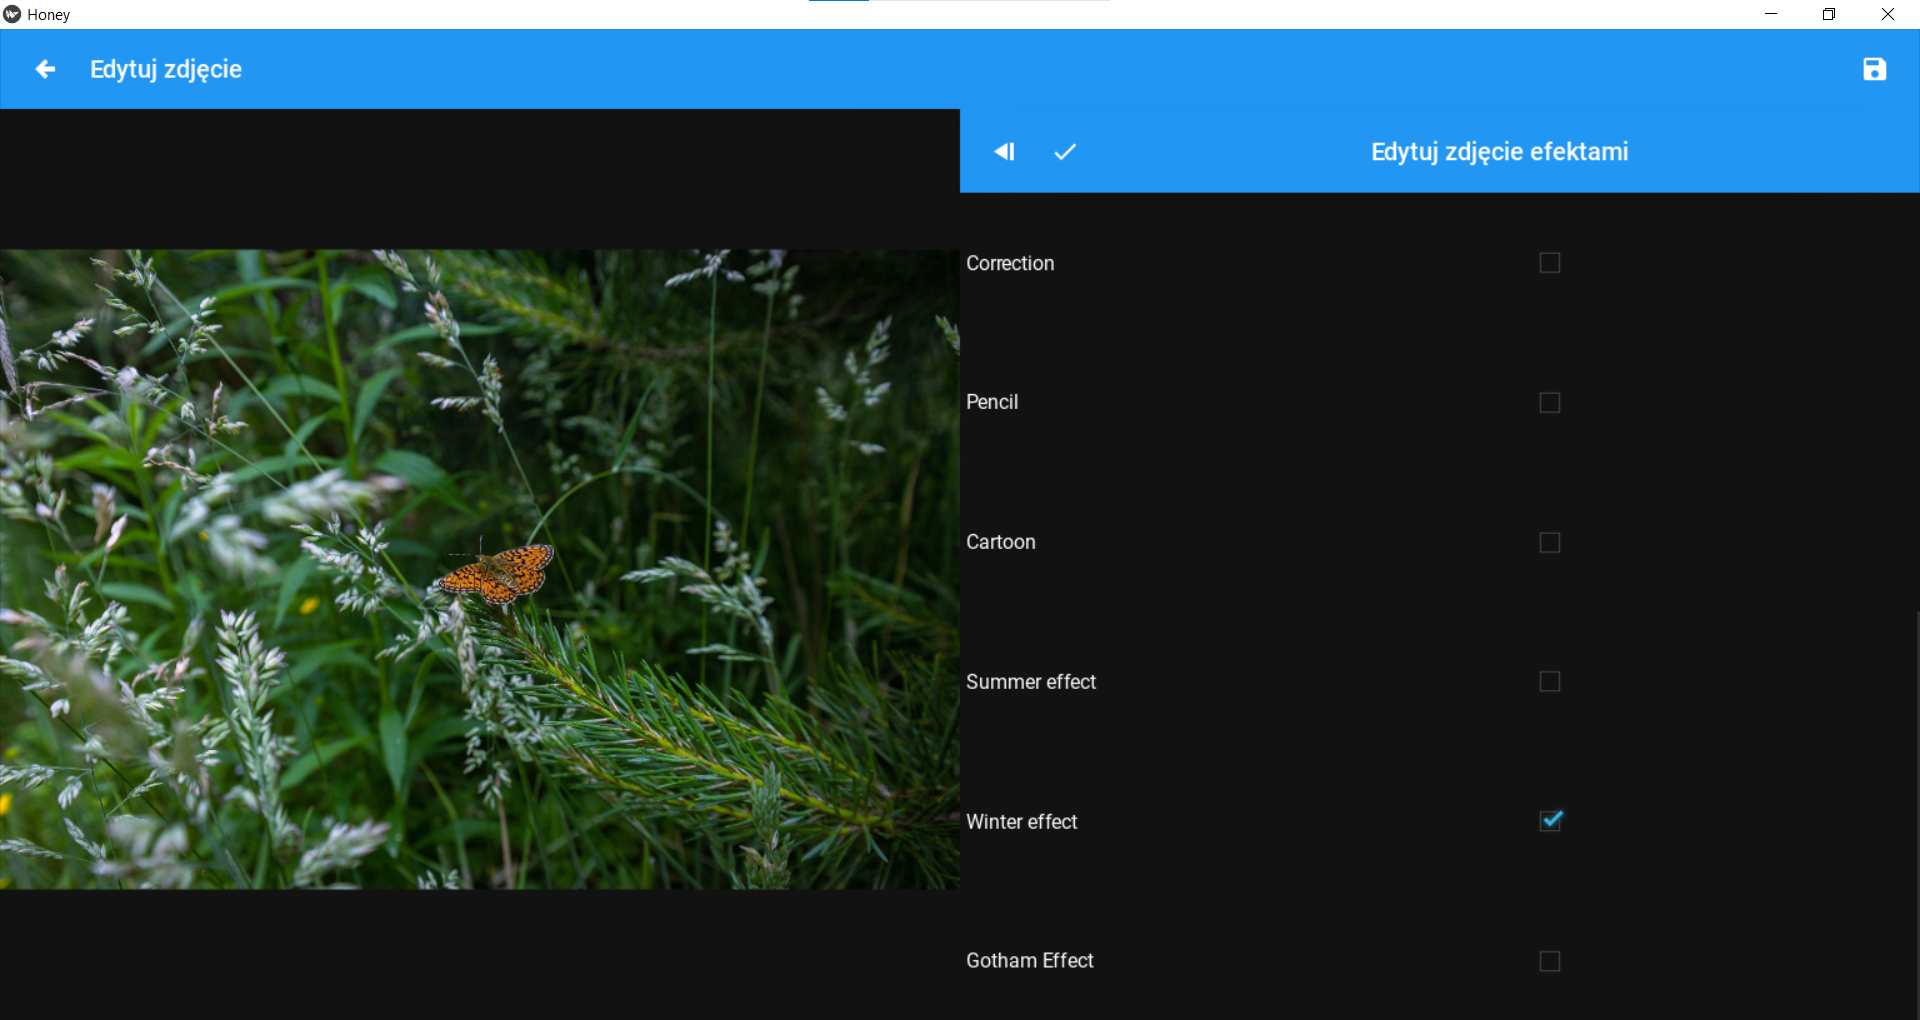 Honey
Edytuj zdjęcie
Edytuj zdjęcie efektami
Correction
Pencil
Cartoon
Summer effect
Winter effect
Gotham Effect